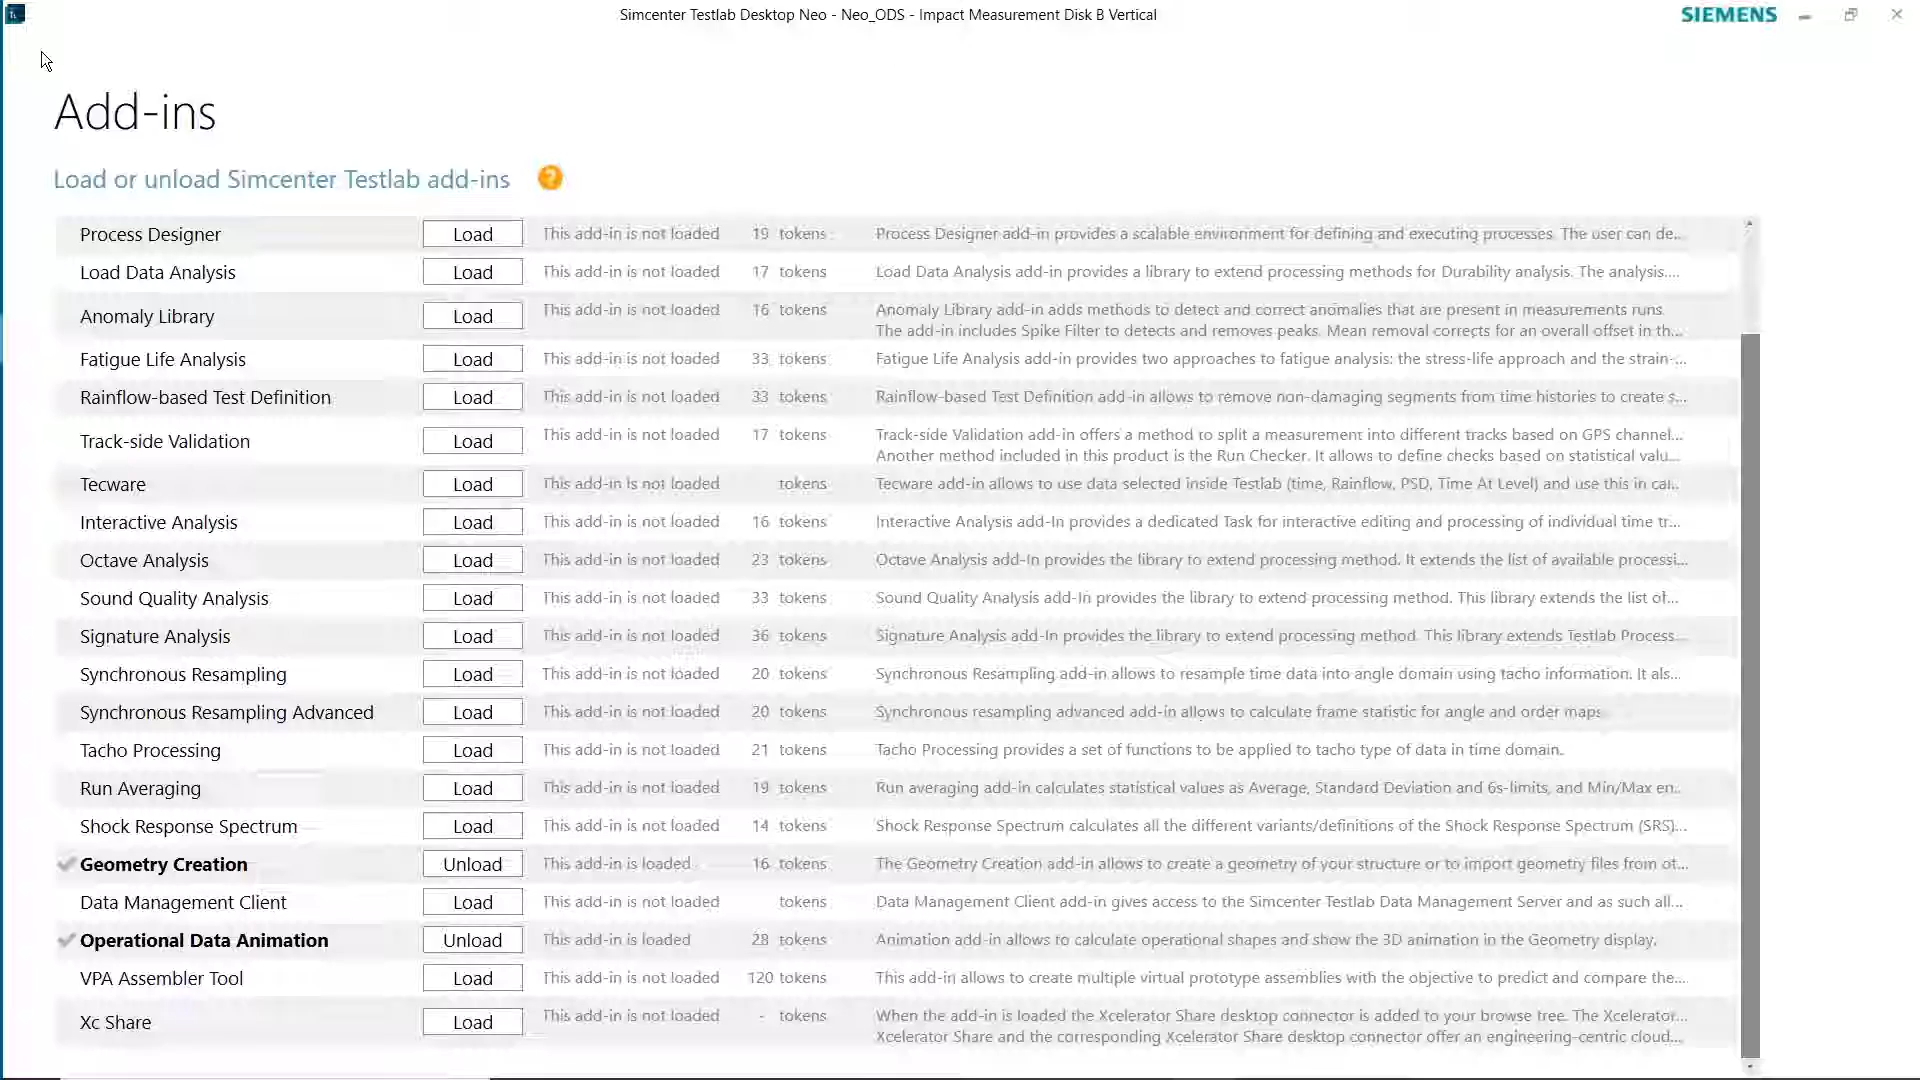 Simcenter Testlab Desktop Neo - Neo_ODS - Impact Measurement Disk B Vertical
SIEMENS
Add-ins
Load or unload Simcenter Testlab add-ins ?
Process Designer Load This add-in is not loaded 19 tokens Process Designer add-in provides a scalable environment for defining and executing processes. The user can de...
Load Data Analysis Load This add-in is not loaded 17 tokens Load Data Analysis add-in provides a library to extend processing methods for Durability analysis. The analysis....
Anomaly Library Load This add-in is not loaded 16 tokens Anomaly Library add-in adds methods to detect and correct anomalies that are present in measurements runs.
The add-in includes Spike Filter to detects and removes peaks. Mean removal corrects for an overall offset in th...
Fatigue Life Analysis Load This add-in is not loaded 33 tokens Fatigue Life Analysis add-in provides two approaches to fatigue analysis: the stress-life approach and the strain-...
Rainflow-based Test Definition Load This add-in is not loaded 33 tokens Rainflow-based Test Definition add-in allows to remove non-damaging segments from time histories to create s...
Track-side Validation Load This add-in is not loaded 17 tokens Track-side Validation add-in offers a method to split a measurement into different tracks based on GPS channel...
Another method included in this product is the Run Checker. It allows to define checks based on statistical valu...
Tecware Load This add-in is not loaded tokens Tecware add-in allows to use data selected inside Testlab (time, Rainflow, PSD, Time At Level) and use this in cal...
Interactive Analysis Load This add-in is not loaded 16 tokens Interactive Analysis add-In provides a dedicated Task for interactive editing and processing of individual time tr...
Octave Analysis Load This add-in is not loaded 23 tokens Octave Analysis add-In provides the library to extend processing method. It extends the list of available processi...
Sound Quality Analysis Load This add-in is not loaded 33 tokens Sound Quality Analysis add-In provides the library to extend processing method. This library extends the list of...
Signature Analysis Load This add-in is not loaded 36 tokens Signature Analysis add-In provides the library to extend processing method. This library extends Testlab Process...
Synchronous Resampling Load This add-in is not loaded 20 tokens Synchronous Resampling add-in allows to resample time data into angle domain using tacho information. It als...
Synchronous Resampling Advanced Load This add-in is not loaded 20 tokens Synchronous resampling advanced add-in allows to calculate frame statistic for angle and order maps.
Tacho Processing Load This add-in is not loaded 21 tokens Tacho Processing provides a set of functions to be applied to tacho type of data in time domain.
Run Averaging Load This add-in is not loaded 19 tokens Run averaging add-in calculates statistical values as Average, Standard Deviation and 6s-limits, and Min/Max en...
Shock Response Spectrum Load This add-in is not loaded 14 tokens Shock Response Spectrum calculates all the different variants/definitions of the Shock Response Spectrum (SRS)...
Geometry Creation Unload This add-in is loaded 16 tokens The Geometry Creation add-in allows to create a geometry of your structure or to import geometry files from ot...
Data Management Client Load This add-in is not loaded tokens Data Management Client add-in gives access to the Simcenter Testlab Data Management Server and as such all...
Operational Data Animation Unload This add-in is loaded 28 tokens Animation add-in allows to calculate operational shapes and show the 3D animation in the Geometry display.
VPA Assembler Tool Load This add-in is not loaded 120 tokens This add-in allows to create multiple virtual prototype assemblies with the objective to predict and compare the...
Xc Share Load This add-in is not loaded - tokens When the add-in is loaded the Xcelerator Share desktop connector is added to your browse tree. The Xcelerator...
Xcelerator Share and the corresponding Xcelerator Share desktop connector offer an engineering-centric cloud...